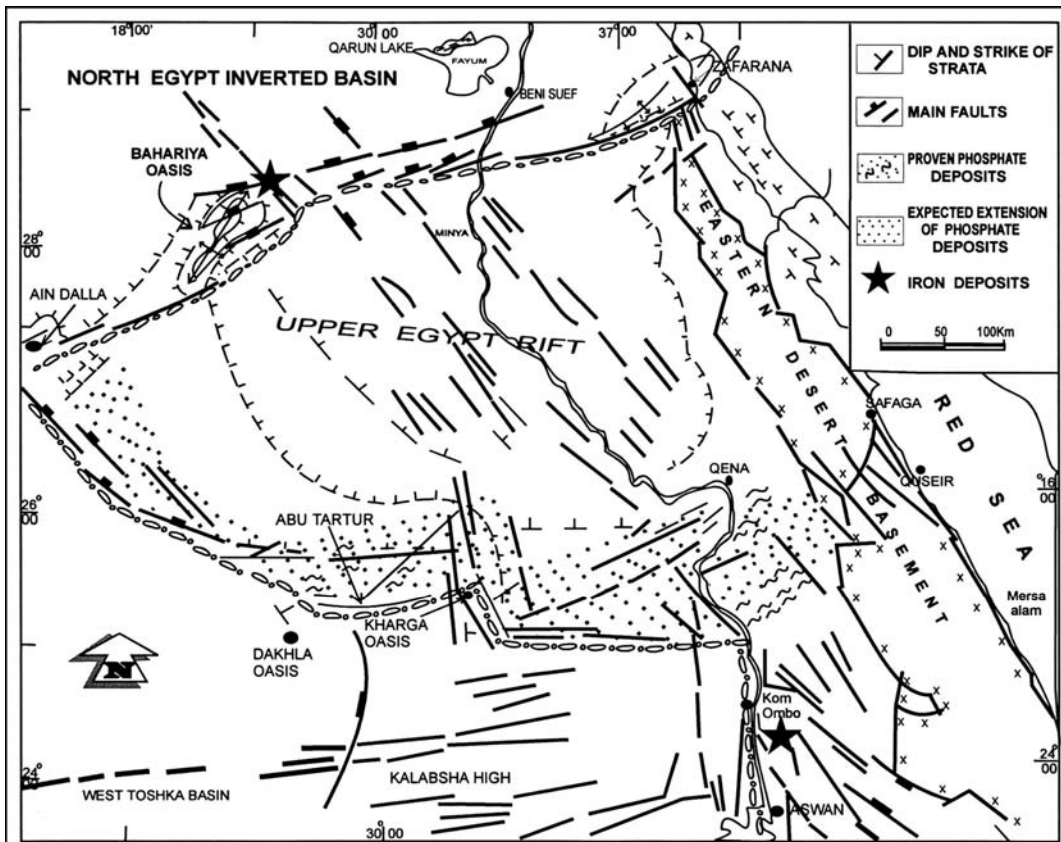 18°00'
30°00
37°00
QARUN LAKE
FAYUM
ZAFARANA
NORTH EGYPT INVERTED BASIN
BENI SUEF
BAHARIYA
OASIS
MINYA
28°
00
AIN DALLA
UPPER EGYPT RIFT
EASTERN DESERT BASEMENT
SAFAGA
RED SEA
QENA
QUSEIR
16°
00
26°
00
ABU TARTUR
Mersa
alam
KHARGA
OASIS
N
DAKHLA
OASIS
Kom
Ombo
24°
00
24°
00
KALABSHA HIGH
WEST TOSHKA BASIN
ASWAN
30°00
DIP AND STRIKE OF
STRATA
MAIN FAULTS
PROVEN PHOSPHATE
DEPOSITS
EXPECTED EXTENSION
OF PHOSPHATE
DEPOSITS
IRON DEPOSITS
0 50 100Km